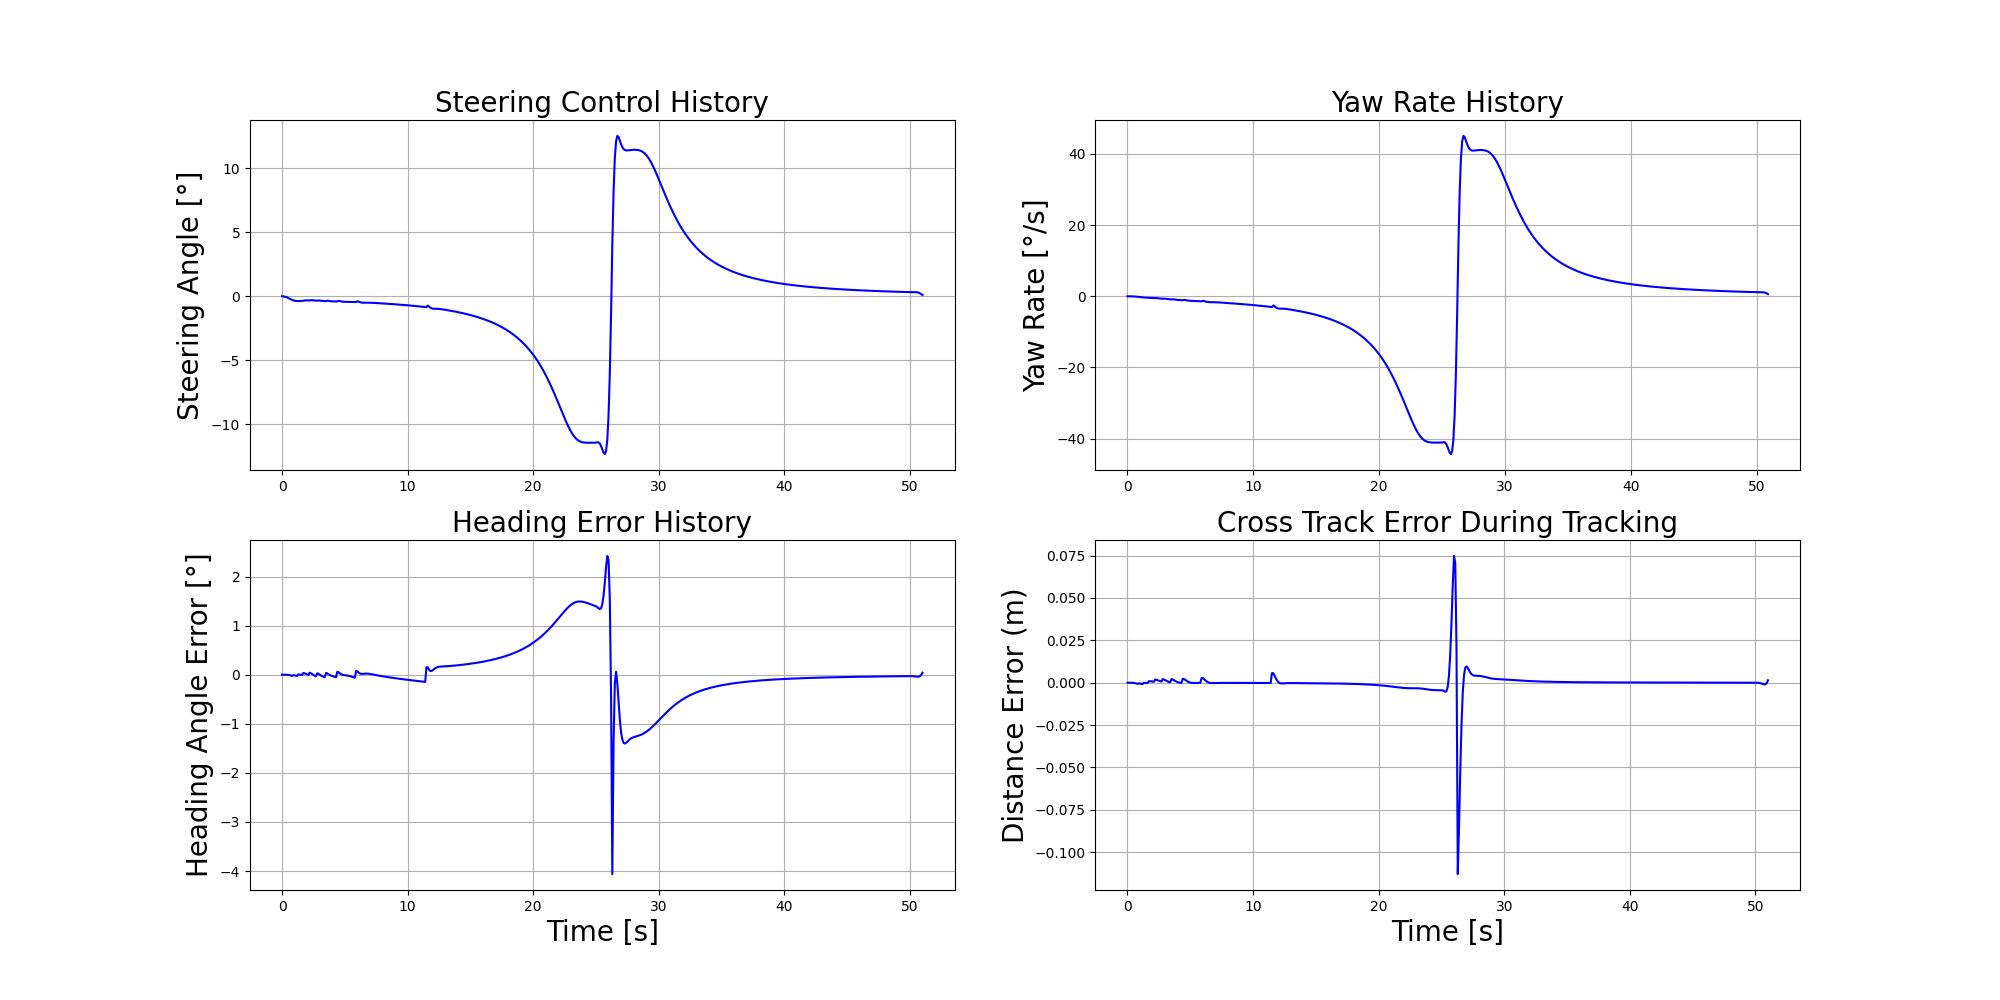 Steering Control History
Steering Angle [°]
10
5
0
−5
−10
0 10 20 30 40 50
Yaw Rate History
Yaw Rate [°/s]
40
20
0
−20
−40
0 10 20 30 40 50
Heading Error History
Heading Angle Error [°]
2
1
0
−1
−2
−3
−4
0 10 20 30 40 50
Time [s]
Cross Track Error During Tracking
Distance Error (m)
0.075
0.050
0.025
0.000
−0.025
−0.050
−0.075
−0.100
0 10 20 30 40 50
Time [s]